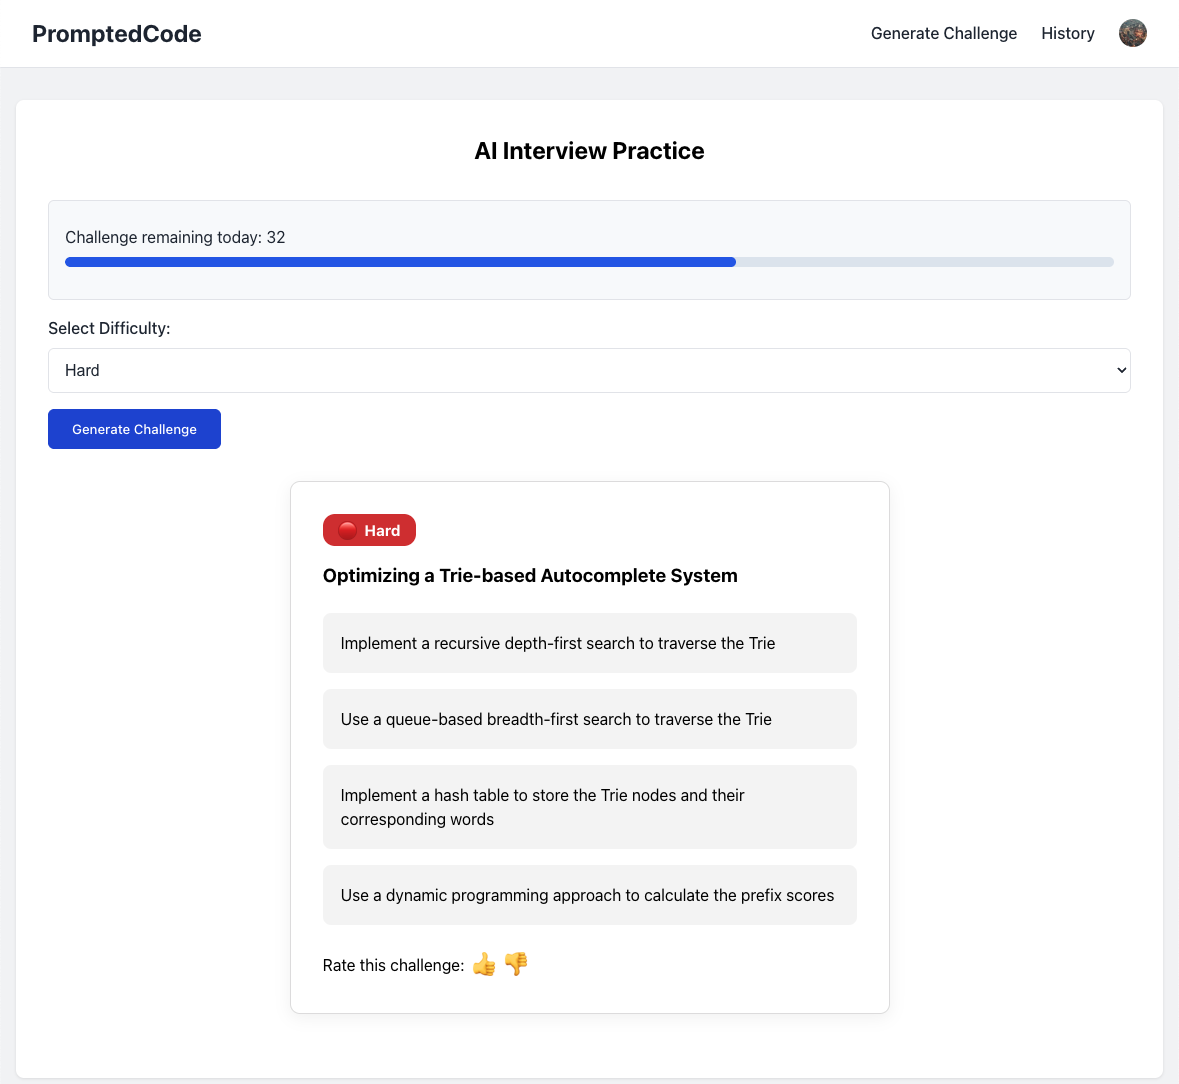 PromptedCode
Generate Challenge
History
AI Interview Practice
Challenge remaining today: 32
Select Difficulty:
Hard
Generate Challenge
Hard
Optimizing a Trie-based Autocomplete System
Implement a recursive depth-first search to traverse the Trie
Use a queue-based breadth-first search to traverse the Trie
Implement a hash table to store the Trie nodes and their
corresponding words
Use a dynamic programming approach to calculate the prefix scores
Rate this challenge: